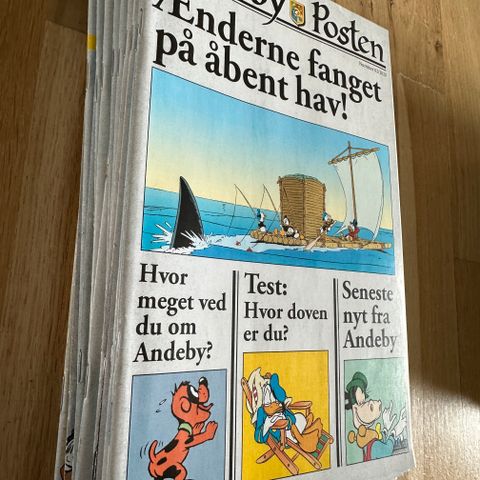 Posten
Ænderne fanget
på åbent hav!
Hvor
meget ved
du om
Andeby?
Test:
Hvor doven
er du?
Seneste
nyt fra
Andeby